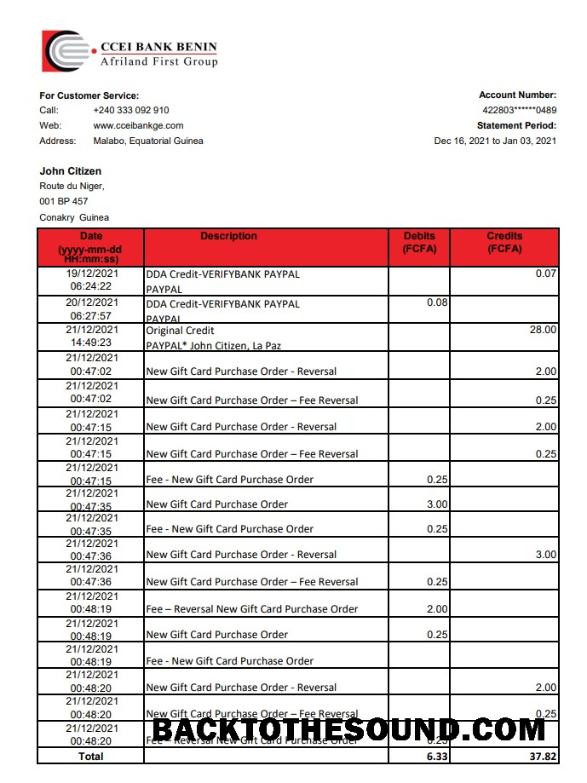 CCEI BANK BENIN
Afriland First Group
For Customer Service:
Call: +240 333 092 910
Web: www.cceibankge.com
Address: Malabo, Equatorial Guinea
Account Number:
422803******0489
Statement Period:
Dec 16, 2021 to Jan 03, 2021
John Citizen
Route du Niger,
001 BP 457
Conakry Guinea
Date (yyyy-mm-dd HH:mm:ss) Description Debits (FCFA) Credits (FCFA)
19/12/2021 06:24:22 DDA Credit-VERIFYBANK PAYPAL PAYPAL 0.07
20/12/2021 06:27:57 DDA Credit-VERIFYBANK PAYPAL PAYPAL 0.08
21/12/2021 14:49:23 Original Credit PAYPAL* John Citizen, La Paz 28.00
21/12/2021 00:47:02 New Gift Card Purchase Order - Reversal 2.00
21/12/2021 00:47:02 New Gift Card Purchase Order – Fee Reversal 0.25
21/12/2021 00:47:15 New Gift Card Purchase Order - Reversal 2.00
21/12/2021 00:47:15 New Gift Card Purchase Order – Fee Reversal 0.25
21/12/2021 00:47:15 Fee - New Gift Card Purchase Order 0.25
21/12/2021 00:47:35 New Gift Card Purchase Order 3.00
21/12/2021 00:47:35 Fee - New Gift Card Purchase Order 0.25
21/12/2021 00:47:36 New Gift Card Purchase Order - Reversal 3.00
21/12/2021 00:47:36 New Gift Card Purchase Order – Fee Reversal 0.25
21/12/2021 00:48:19 Fee – Reversal New Gift Card Purchase Order 2.00
21/12/2021 00:48:19 New Gift Card Purchase Order 0.25
21/12/2021 00:48:19 Fee - New Gift Card Purchase Order
21/12/2021 00:48:20 New Gift Card Purchase Order - Reversal 2.00
21/12/2021 00:48:20 New Gift Card Purchase Order – Fee Reversal 0.25
21/12/2021 00:48:20 Fee – Reversal New Gift Card Purchase Order 0.25
BACKTOTHESOUND.COM
Total 6.33 37.82